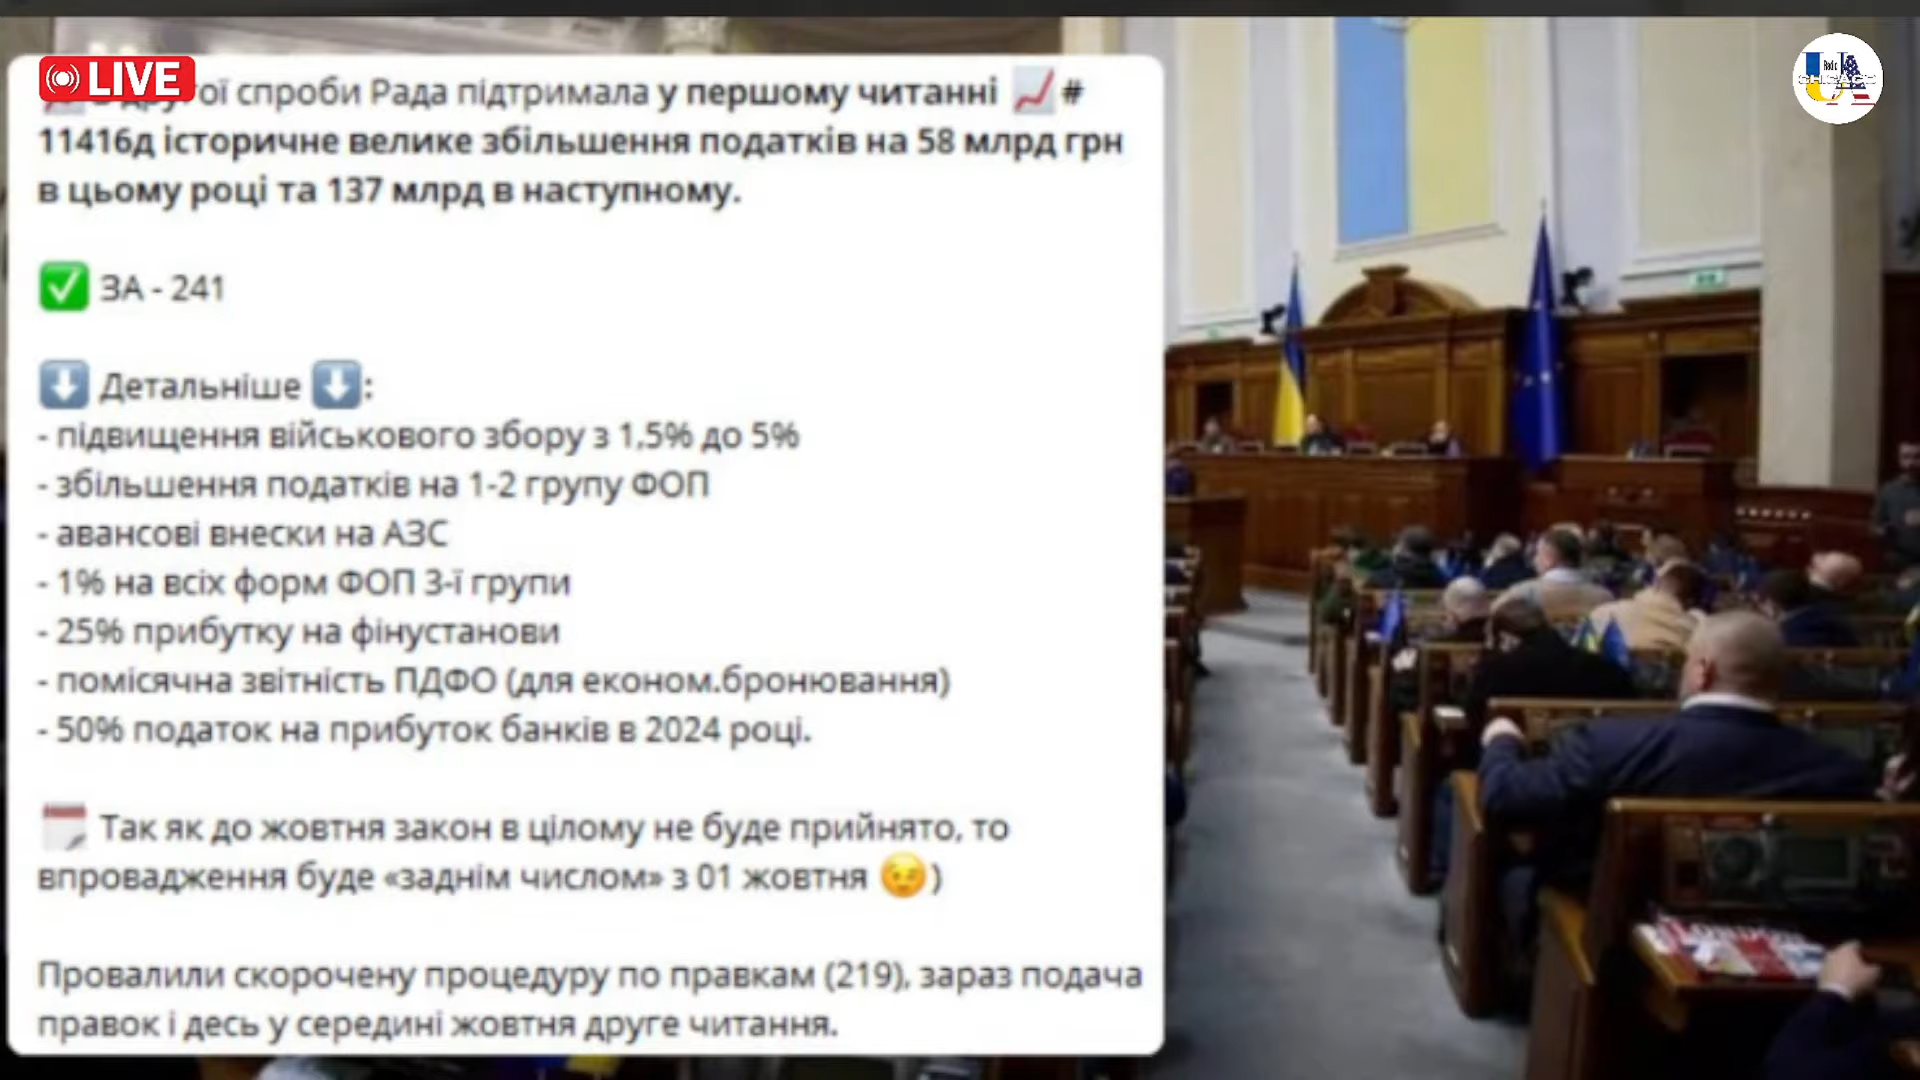 LIVE
ої спроби Рада підтримала у першому читанні #
11416д історичне велике збільшення податків на 58 млрд грн
в цьому році та 137 млрд в наступному.
ЗА - 241
Детальніше :
- підвищення військового збору з 1,5% до 5%
- збільшення податків на 1-2 групу ФОП
- авансові внески на АЗС
- 1% на всіх форм ФОП 3-ї групи
- 25% прибутку на фінустанови
- помісячна звітність ПДФО (для економ.бронювання)
- 50% податок на прибуток банків в 2024 році.
Так як до жовтня закон в цілому не буде прийнято, то
впровадження буде «заднім числом» з 01 жовтня )
Провалили скорочену процедуру по правкам (219), зараз подача
правок і десь у середині жовтня друге читання.
UA
CHICAGO
LONDON